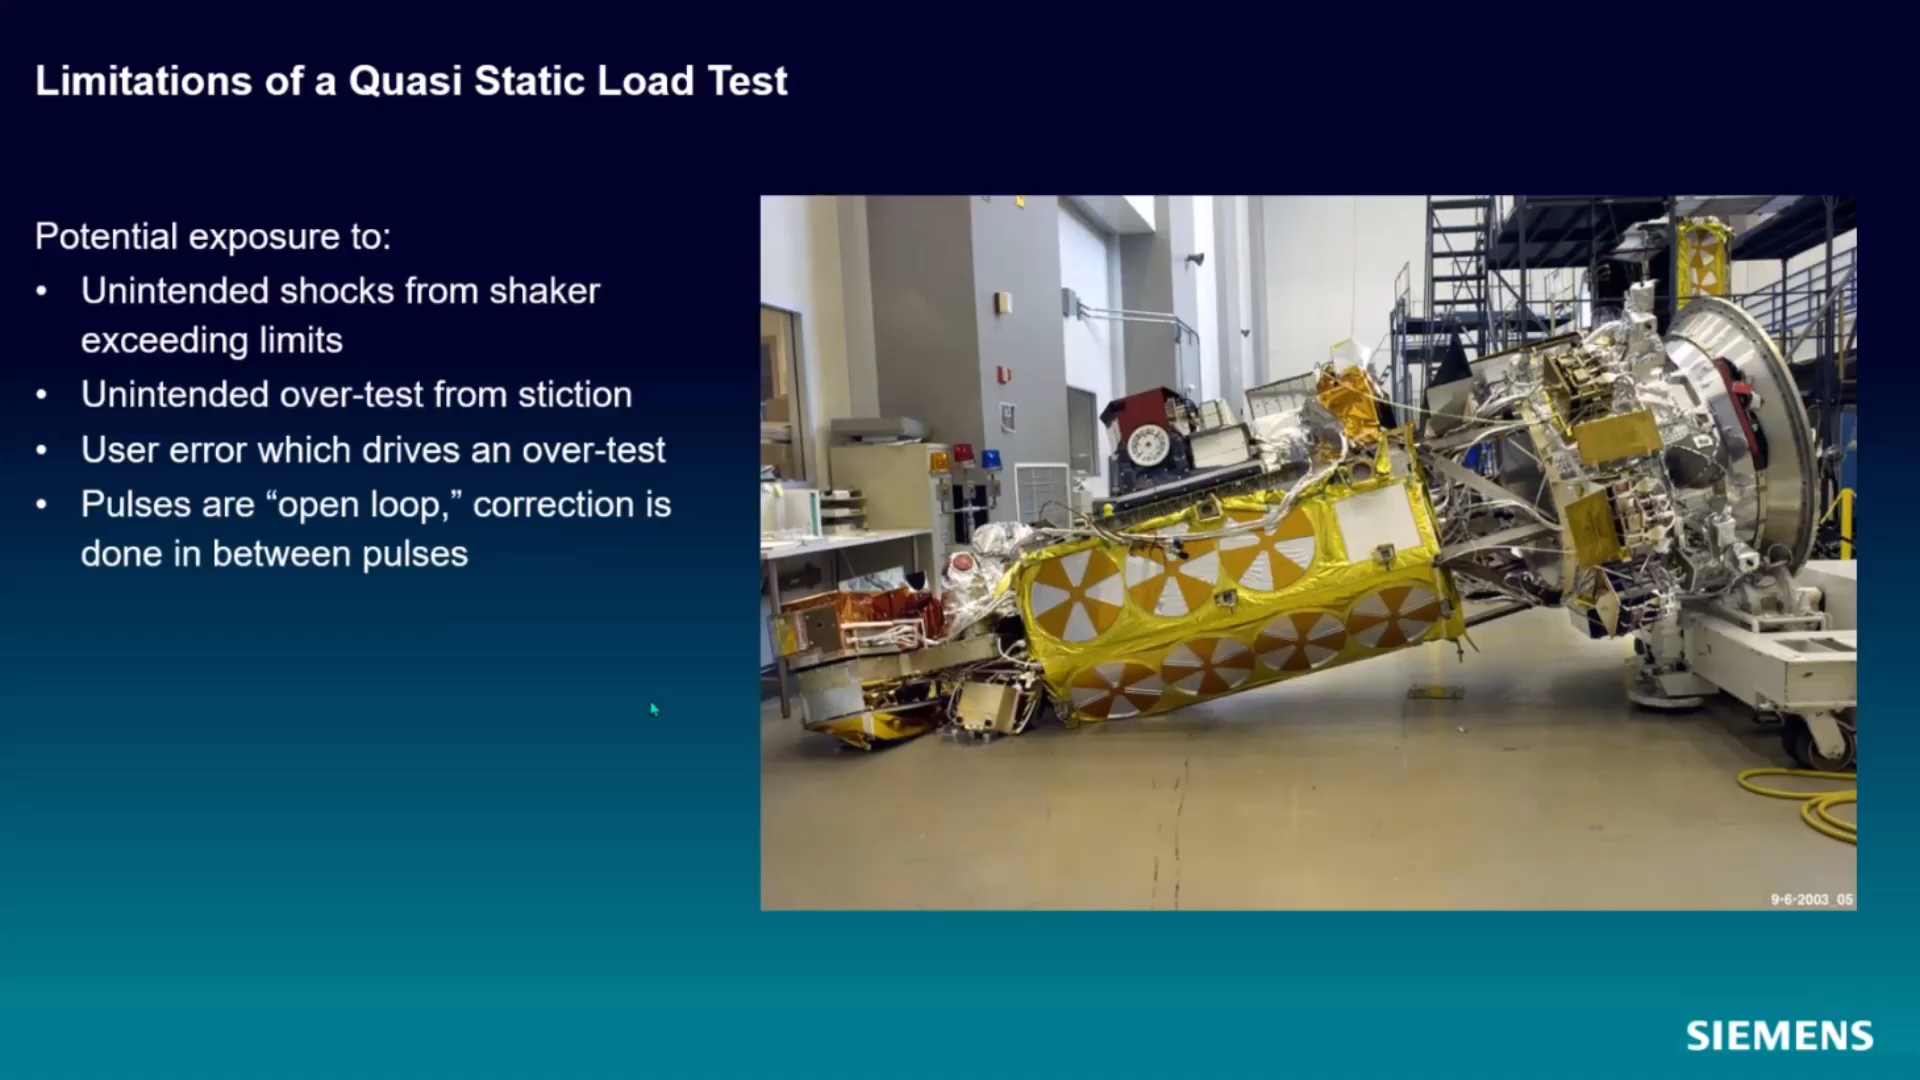 Limitations of a Quasi Static Load Test
Potential exposure to:
• Unintended shocks from shaker
exceeding limits
• Unintended over-test from stiction
• User error which drives an over-test
• Pulses are “open loop,” correction is
done in between pulses
9-6-2003_05
SIEMENS